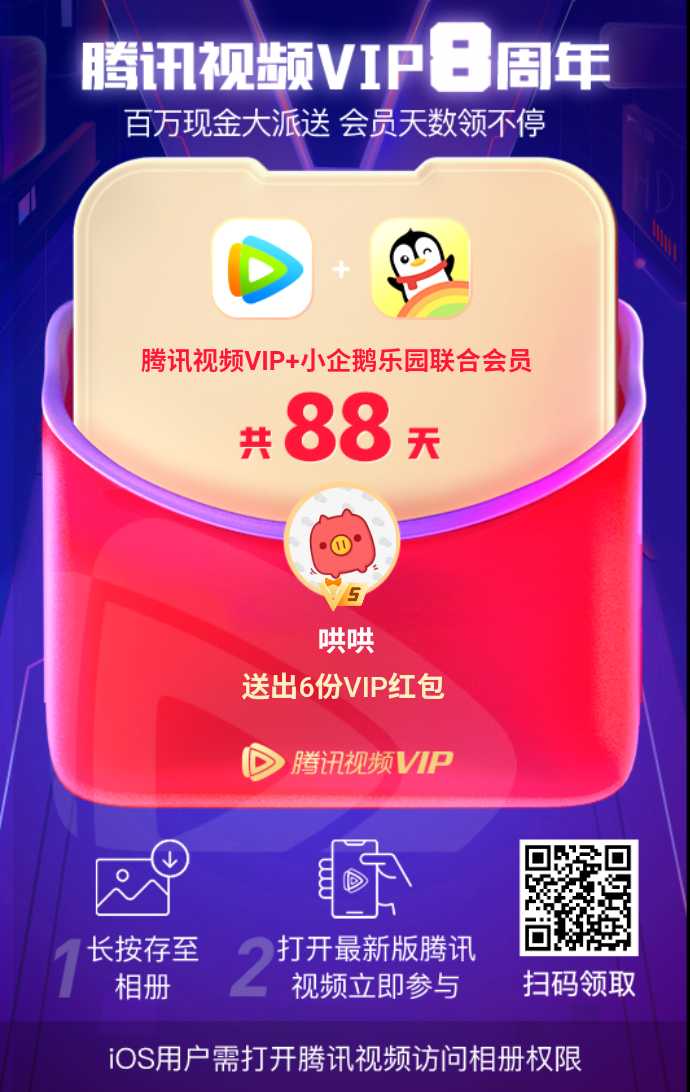 腾讯视频VIP8周年
百万现金大派送 会员天数领不停
腾讯视频VIP+小企鹅乐园联合会员
共88天
V5
哄哄
送出6份VIP红包
腾讯视频VIP
1 长按存至
相册
2 打开最新版腾讯
视频立即参与
扫码领取
iOS用户需打开腾讯视频访问相册权限